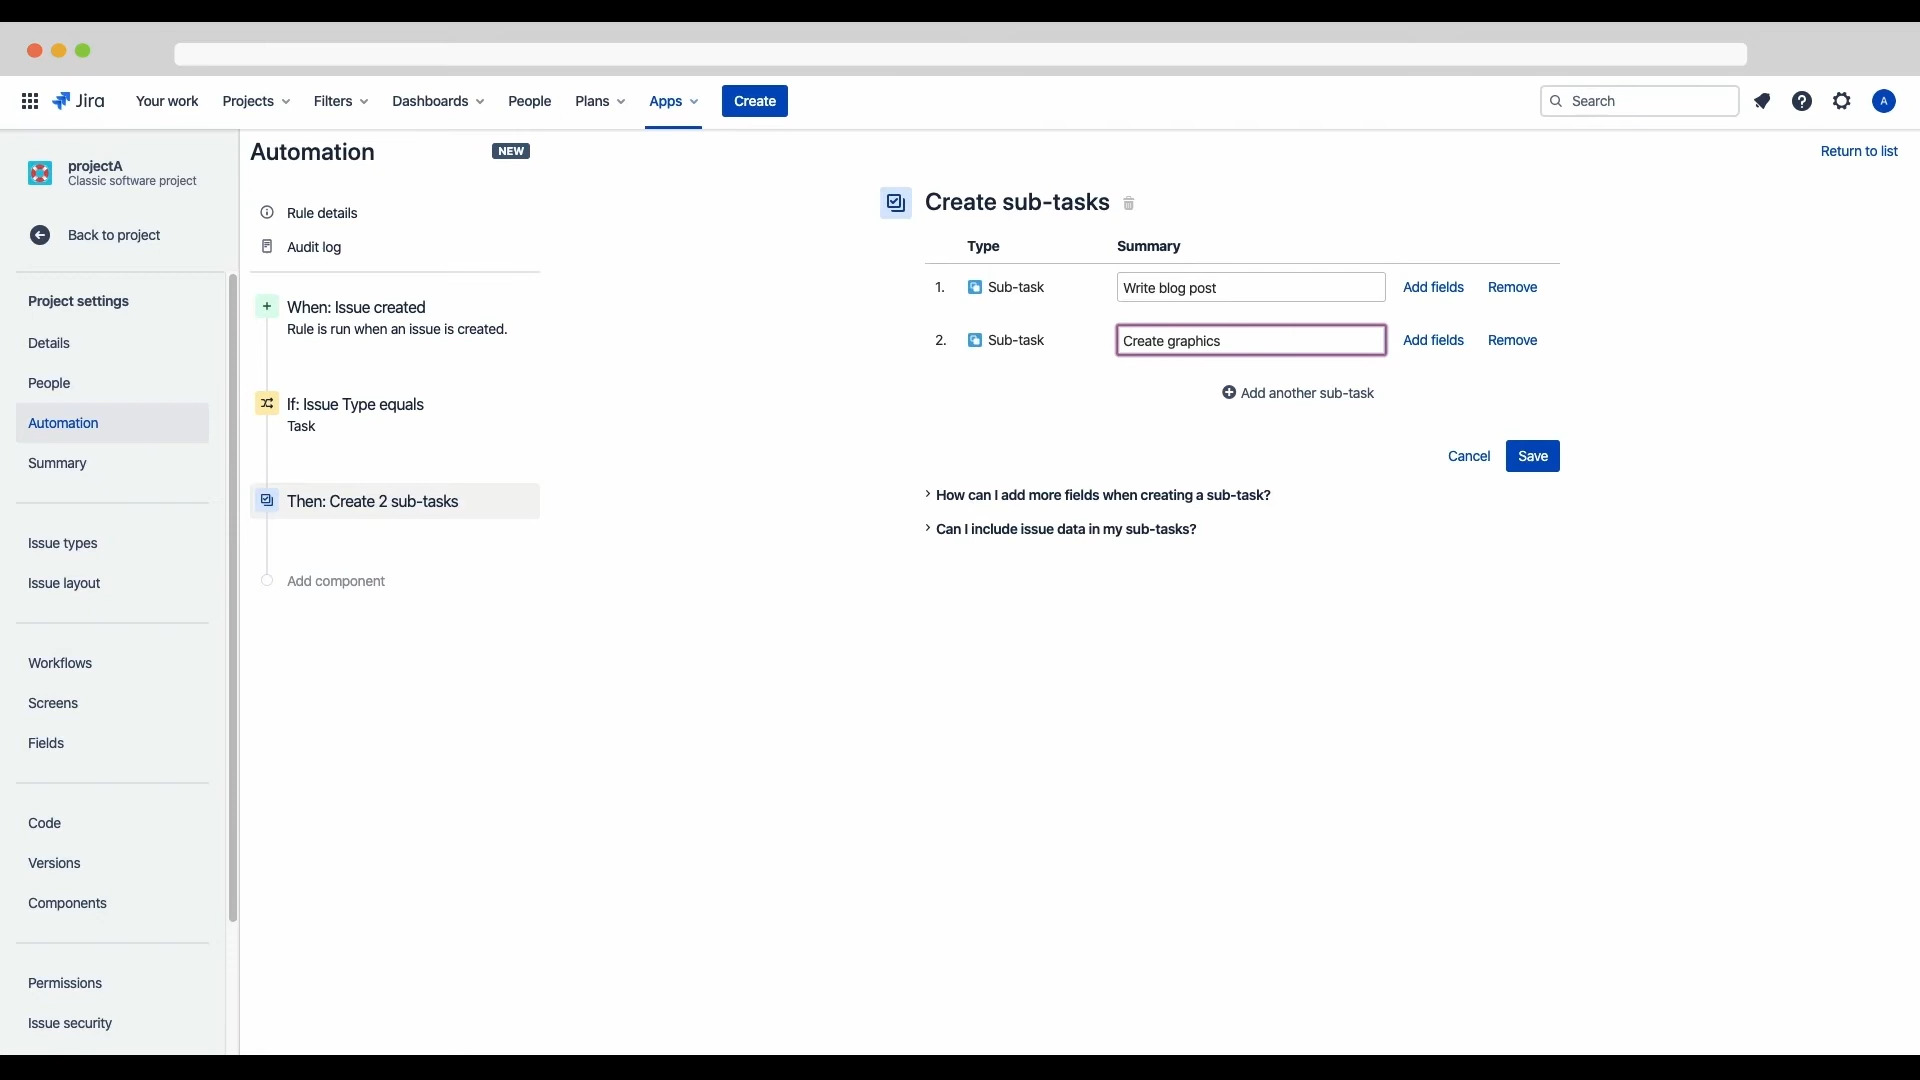 Jira
Your work
Projects
Filters
Dashboards
People
Plans
Apps
Create
Search
A
projectA
Classic software project
Back to project
Project settings
Details
People
Automation
Summary
Issue types
Issue layout
Workflows
Screens
Fields
Code
Versions
Components
Permissions
Issue security
Automation
NEW
Return to list
Rule details
Audit log
When: Issue created
Rule is run when an issue is created.
If: Issue Type equals
Task
Then: Create 2 sub-tasks
Add component
Create sub-tasks
Type Summary
1. Sub-task Write blog post Add fields Remove
2. Sub-task Create graphics Add fields Remove
Add another sub-task
Cancel Save
How can I add more fields when creating a sub-task?
Can I include issue data in my sub-tasks?